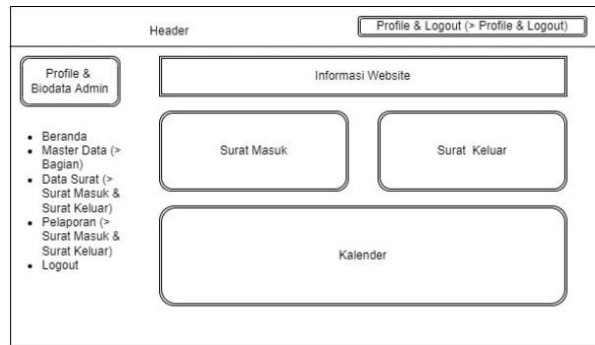 Header
Profile & Logout (> Profile & Logout)
Profile &
Biodata Admin
Beranda
Master Data (>
Bagian)
Data Surat (>
Surat Masuk &
Surat Keluar)
Pelaporan (>
Surat Masuk &
Surat Keluar)
Logout
Informasi Website
Surat Masuk
Surat Keluar
Kalender